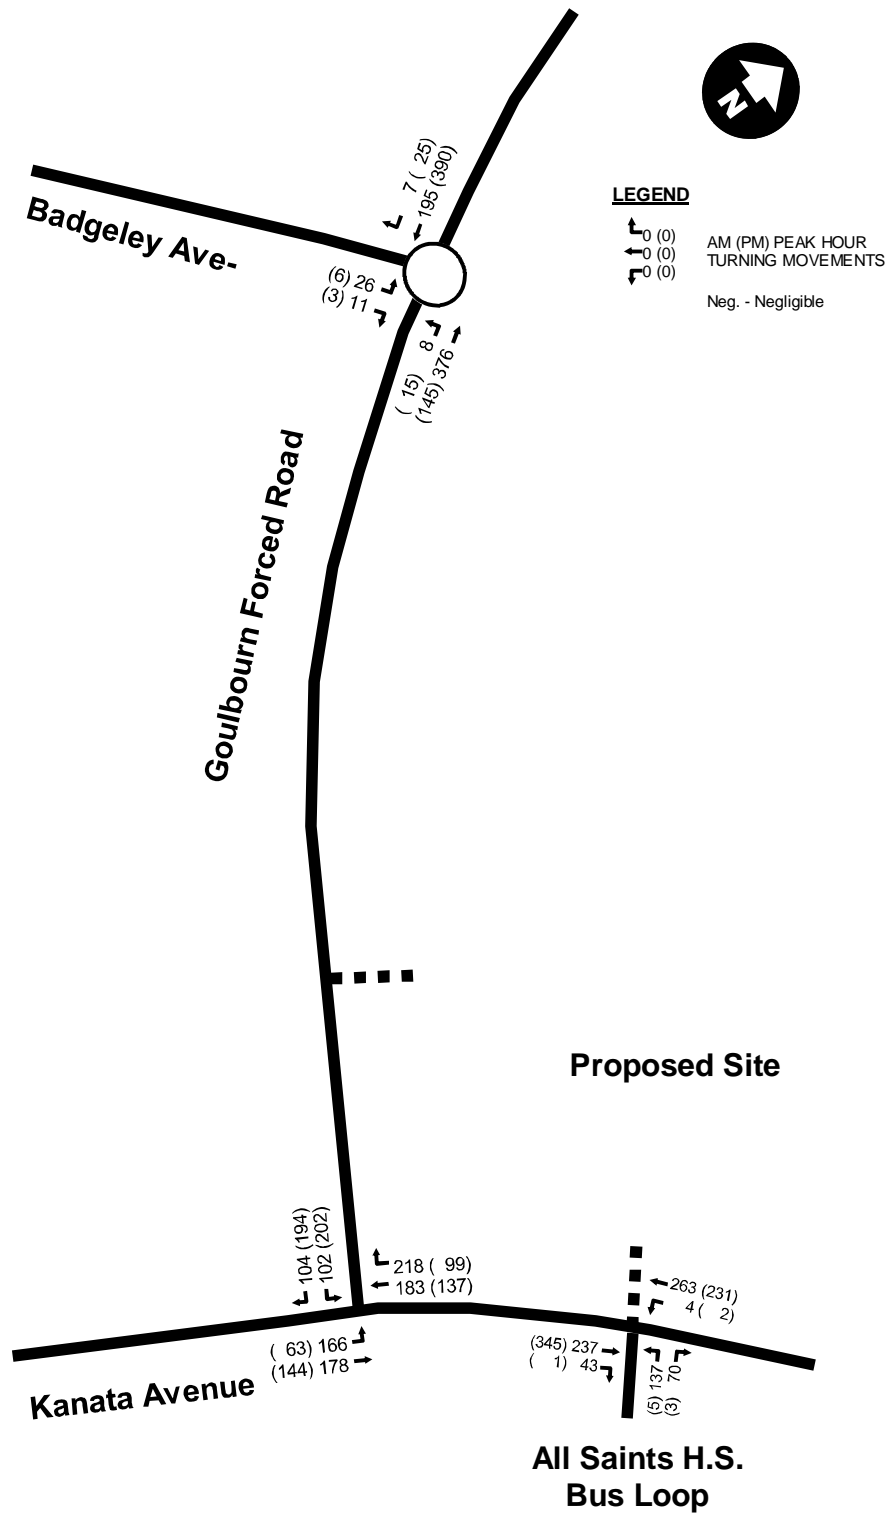 N
7 (  25)
195 (390)
LEGEND
0 (0)
0 (0)
0 (0)
AM (PM) PEAK HOUR
TURNING MOVEMENTS
Neg. - Negligible
Badgeley Ave-
(6) 26
(3) 11
(  15)   8
(145) 376
Goulbourn Forced Road
Proposed Site
104 (194)
102 (202)
218 (  99)
183 (137)
263 (231)
4 (   2)
(  63) 166
(144) 178
(345) 237
(   1)   43
(5) 137
(3)   70
Kanata Avenue
All Saints H.S.
Bus Loop